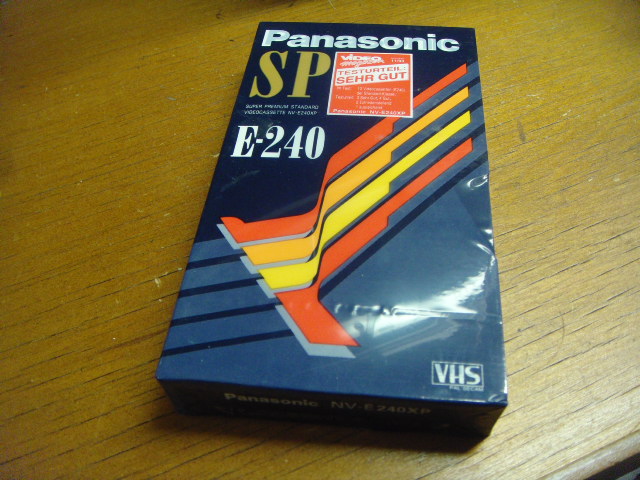 Panasonic
SP
SUPER PREMIUM STANDARD
VIDEOCASSETTE NV-E240XP
E-240
VIDEO
TESTURTEIL:
SEHR GUT
Panasonic NV-E240XP
VHS
Panasonic NV-E240XP